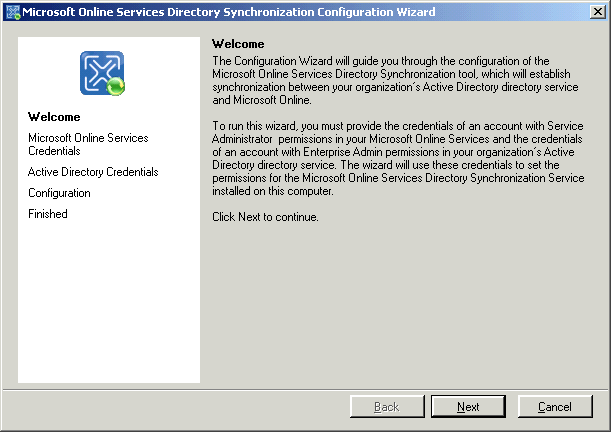 Microsoft Online Services Directory Synchronization Configuration Wizard
Welcome
Microsoft Online Services
Credentials
Active Directory Credentials
Configuration
Finished
Welcome
The Configuration Wizard will guide you through the configuration of the
Microsoft Online Services Directory Synchronization tool, which will establish
synchronization between your organization´s Active Directory directory service
and Microsoft Online.
To run this wizard, you must provide the credentials of an account with Service
Administrator permissions in your Microsoft Online Services and the credentials
of an account with Enterprise Admin permissions in your organization´s Active
Directory directory service. The wizard will use these credentials to set the
permissions for the Microsoft Online Services Directory Synchronization Service
installed on this computer.
Click Next to continue.
Back
Next
Cancel